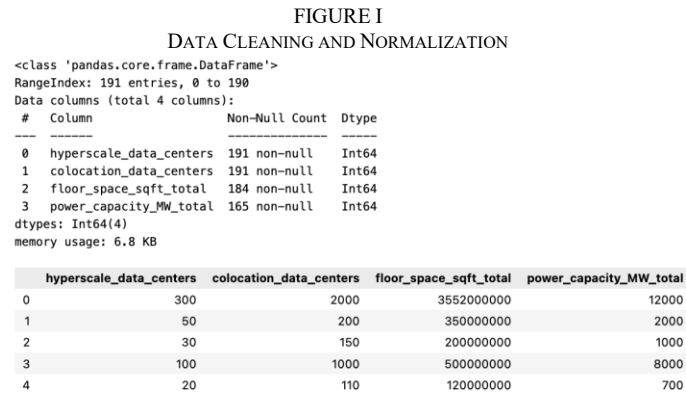 FIGURE I
DATA CLEANING AND NORMALIZATION
<class 'pandas.core.frame.DataFrame'>
RangeIndex: 191 entries, 0 to 190
Data columns (total 4 columns):
#   Column   Non-Null Count   Dtype
---  ------  --------------  -----
0   hyperscale_data_centers   191 non-null   Int64
1   colocation_data_centers   191 non-null   Int64
2   floor_space_sqft_total   184 non-null   Int64
3   power_capacity_MW_total   165 non-null   Int64
dtypes: Int64(4)
memory usage: 6.8 KB
hyperscale_data_centers   colocation_data_centers   floor_space_sqft_total   power_capacity_MW_total
0   300   2000   3552000000   12000
1   50   200   350000000   2000
2   30   150   200000000   1000
3   100   1000   500000000   8000
4   20   110   120000000   700